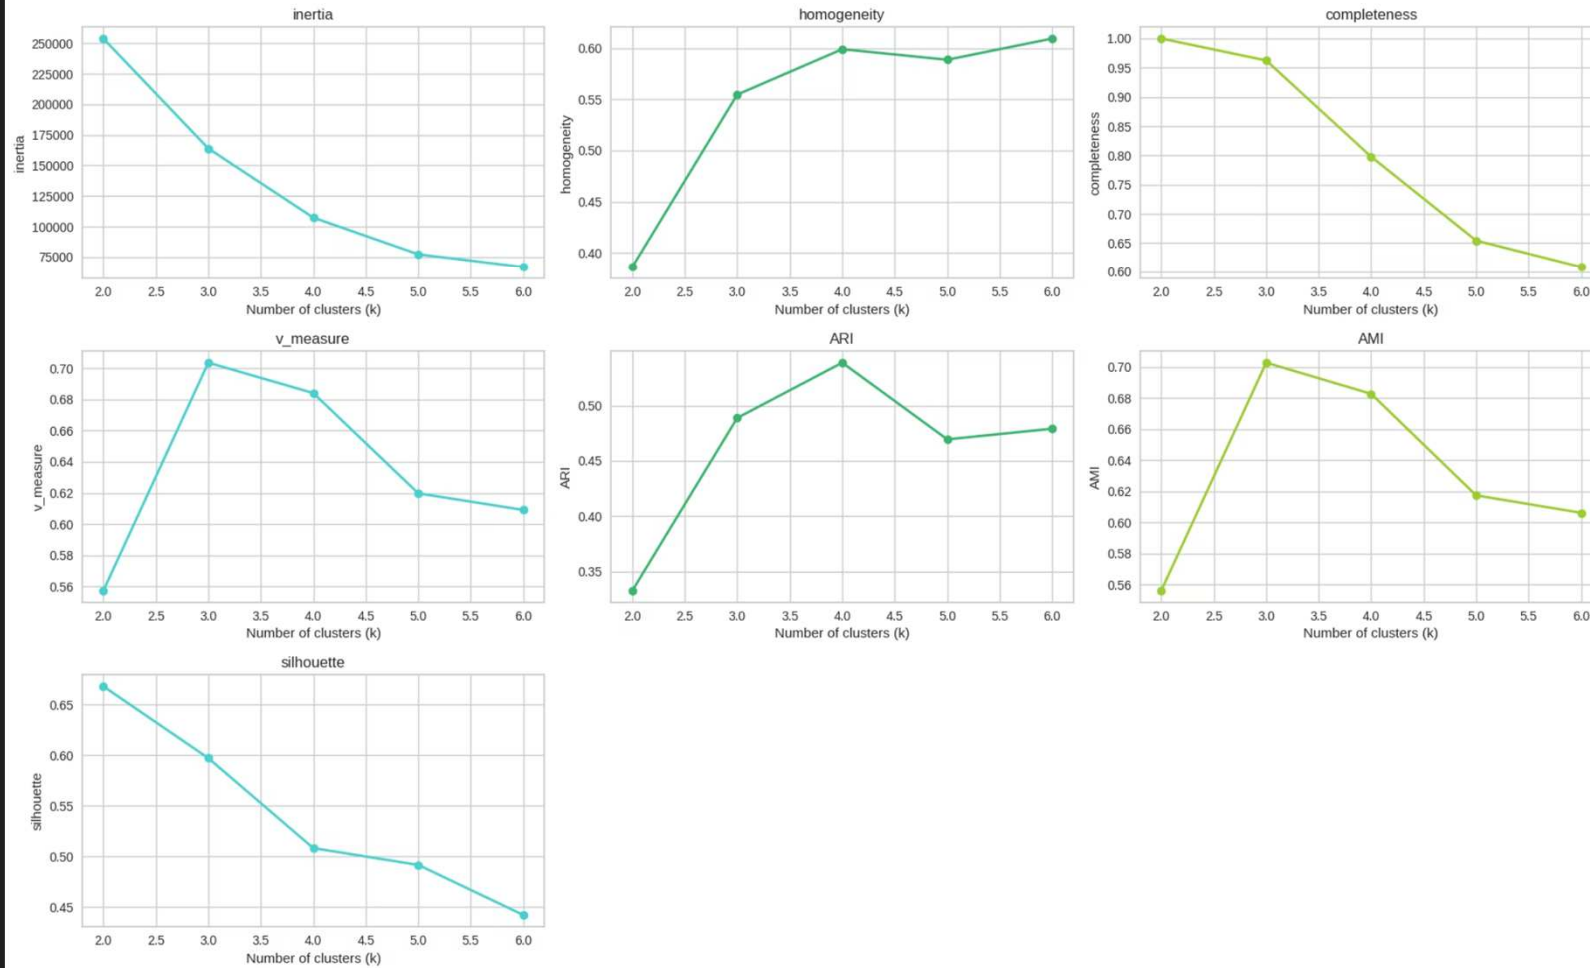 inertia
250000
225000
200000
175000
150000
125000
100000
75000
inertia
2.0 2.5 3.0 3.5 4.0 4.5 5.0 5.5 6.0
Number of clusters (k)
homogeneity
0.60
0.55
0.50
0.45
0.40
homogeneity
2.0 2.5 3.0 3.5 4.0 4.5 5.0 5.5 6.0
Number of clusters (k)
completeness
1.00
0.95
0.90
0.85
0.80
0.75
0.70
0.65
0.60
completeness
2.0 2.5 3.0 3.5 4.0 4.5 5.0 5.5 6.0
Number of clusters (k)
v_measure
0.70
0.68
0.66
0.64
0.62
0.60
0.58
0.56
v_measure
2.0 2.5 3.0 3.5 4.0 4.5 5.0 5.5 6.0
Number of clusters (k)
ARI
0.50
0.45
0.40
0.35
ARI
2.0 2.5 3.0 3.5 4.0 4.5 5.0 5.5 6.0
Number of clusters (k)
AMI
0.70
0.68
0.66
0.64
0.62
0.60
0.58
0.56
AMI
2.0 2.5 3.0 3.5 4.0 4.5 5.0 5.5 6.0
Number of clusters (k)
silhouette
0.65
0.60
0.55
0.50
0.45
silhouette
2.0 2.5 3.0 3.5 4.0 4.5 5.0 5.5 6.0
Number of clusters (k)